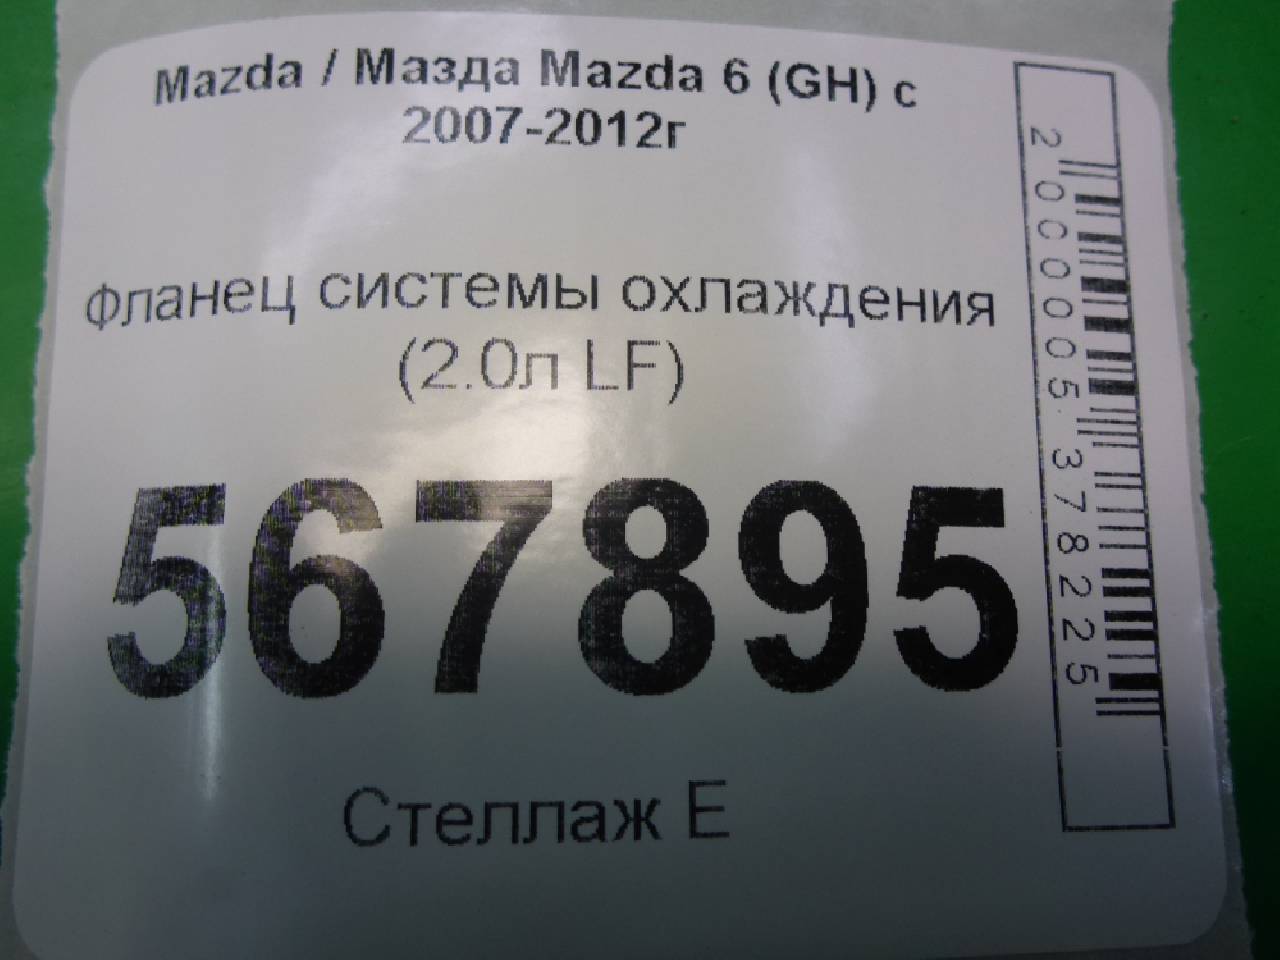 Mazda / Мазда Mazda 6 (GH) с
2007-2012г
Фланец системы охлаждения
(2.0л LF)
567895
Стеллаж Е
2000005378225